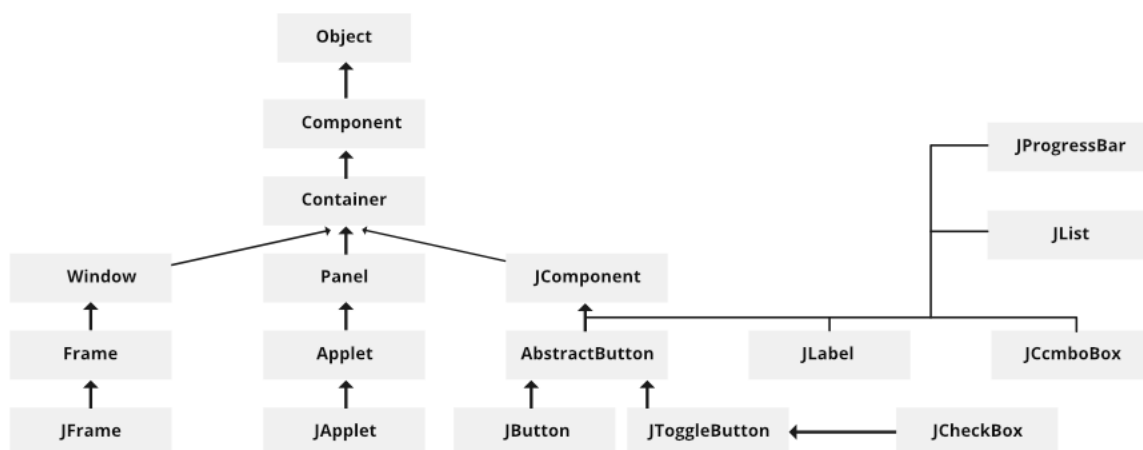 Object
Component
JProgressBar
Container
JList
Window
Panel
JComponent
Frame
Applet
AbstractButton
JLabel
JCcmboBox
JFrame
JApplet
JButton
JToggleButton
JCheckBox